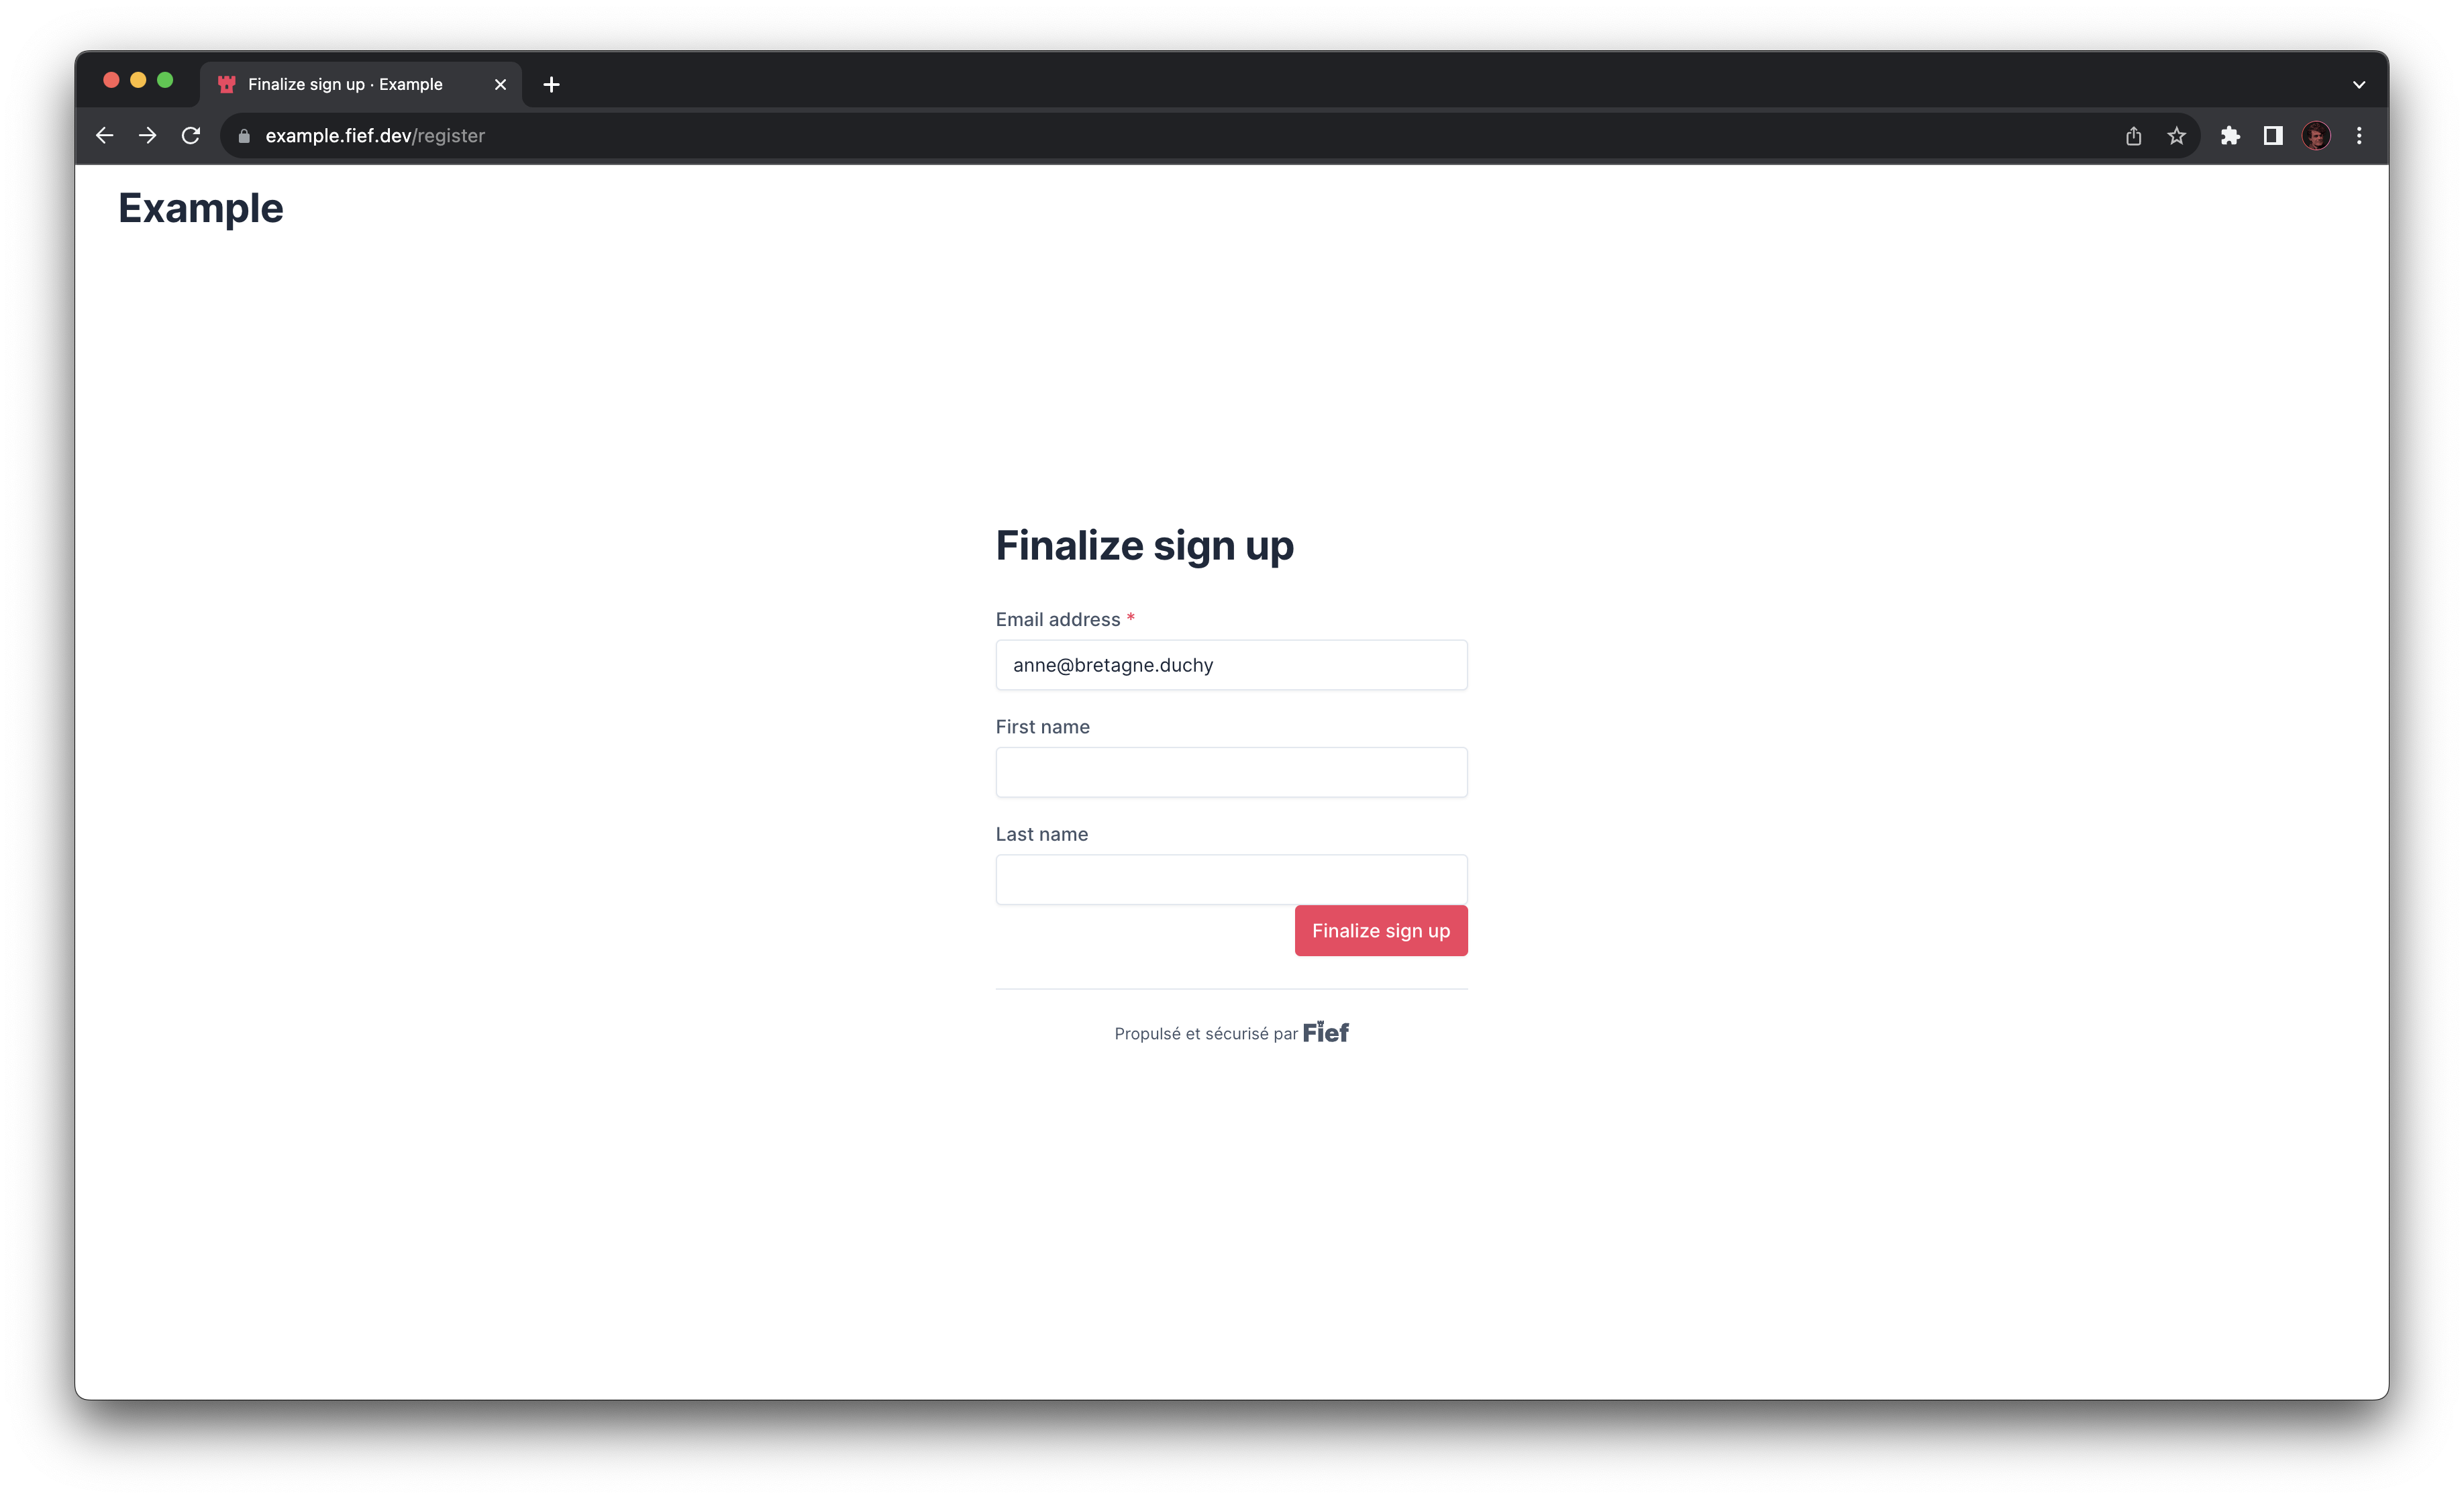 Finalize sign up · Example
example.fief.dev/register
Example
Finalize sign up
Email address *
anne@bretagne.duchy
First name
Last name
Finalize sign up
Propulsé et sécurisé par Fief